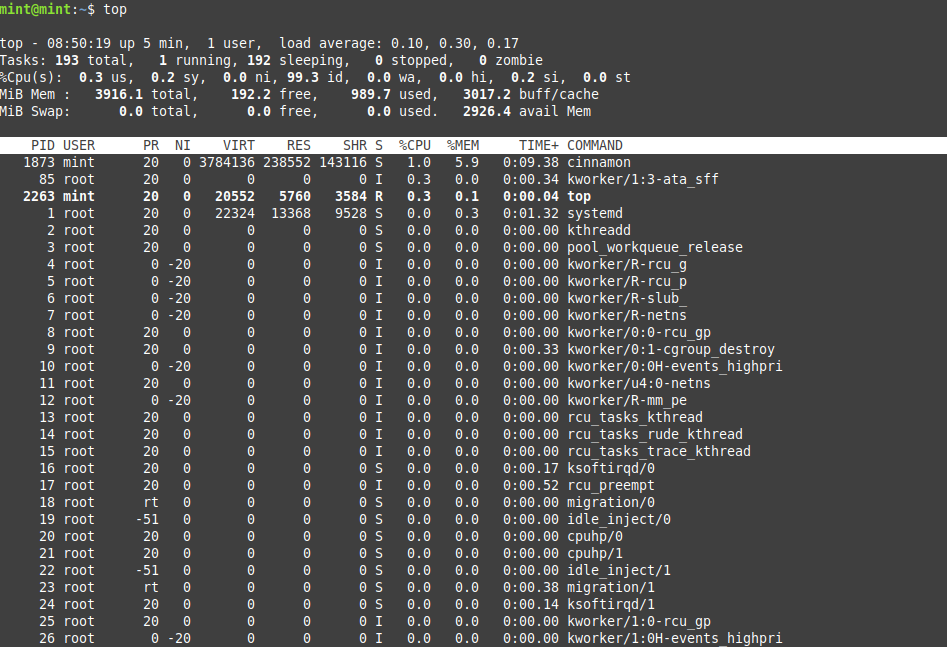 mint@mint:~$ top

top - 08:50:19 up 5 min,  1 user,  load average: 0.10, 0.30, 0.17
Tasks: 193 total,   1 running, 192 sleeping,   0 stopped,   0 zombie
%Cpu(s):  0.3 us,  0.2 sy,  0.0 ni, 99.3 id,  0.0 wa,  0.0 hi,  0.2 si,  0.0 st
MiB Mem :   3916.1 total,    192.2 free,    989.7 used,   3017.2 buff/cache
MiB Swap:      0.0 total,      0.0 free,      0.0 used.   2926.4 avail Mem

    PID USER      PR  NI    VIRT    RES    SHR S  %CPU  %MEM     TIME+ COMMAND
   1873 mint      20   0 3784136 238552 143116 S   1.0   5.9   0:09.38 cinnamon
     85 root      20   0       0      0      0 I   0.3   0.0   0:00.34 kworker/1:3-ata_sff
   2263 mint      20   0   20552   5760   3584 R   0.3   0.1   0:00.04 top
      1 root      20   0   22324  13368   9528 S   0.0   0.3   0:01.32 systemd
      2 root      20   0       0      0      0 S   0.0   0.0   0:00.00 kthreadd
      3 root      20   0       0      0      0 S   0.0   0.0   0:00.00 pool_workqueue_release
      4 root       0 -20       0      0      0 I   0.0   0.0   0:00.00 kworker/R-rcu_g
      5 root       0 -20       0      0      0 I   0.0   0.0   0:00.00 kworker/R-rcu_p
      6 root       0 -20       0      0      0 I   0.0   0.0   0:00.00 kworker/R-slub_
      7 root       0 -20       0      0      0 I   0.0   0.0   0:00.00 kworker/R-netns
      8 root      20   0       0      0      0 I   0.0   0.0   0:00.00 kworker/0:0-rcu_gp
      9 root      20   0       0      0      0 I   0.0   0.0   0:00.33 kworker/0:1-cgroup_destroy
     10 root       0 -20       0      0      0 I   0.0   0.0   0:00.00 kworker/0:0H-events_highpri
     11 root      20   0       0      0      0 I   0.0   0.0   0:00.00 kworker/u4:0-netns
     12 root       0 -20       0      0      0 I   0.0   0.0   0:00.00 kworker/R-mm_pe
     13 root      20   0       0      0      0 I   0.0   0.0   0:00.00 rcu_tasks_kthread
     14 root      20   0       0      0      0 I   0.0   0.0   0:00.00 rcu_tasks_rude_kthread
     15 root      20   0       0      0      0 I   0.0   0.0   0:00.00 rcu_tasks_trace_kthread
     16 root      20   0       0      0      0 S   0.0   0.0   0:00.17 ksoftirqd/0
     17 root      20   0       0      0      0 I   0.0   0.0   0:00.52 rcu_preempt
     18 root      rt   0       0      0      0 S   0.0   0.0   0:00.00 migration/0
     19 root     -51   0       0      0      0 S   0.0   0.0   0:00.00 idle_inject/0
     20 root      20   0       0      0      0 S   0.0   0.0   0:00.00 cpuhp/0
     21 root      20   0       0      0      0 S   0.0   0.0   0:00.00 cpuhp/1
     22 root     -51   0       0      0      0 S   0.0   0.0   0:00.00 idle_inject/1
     23 root      rt   0       0      0      0 S   0.0   0.0   0:00.38 migration/1
     24 root      20   0       0      0      0 S   0.0   0.0   0:00.14 ksoftirqd/1
     25 root      20   0       0      0      0 I   0.0   0.0   0:00.00 kworker/1:0-rcu_gp
     26 root       0 -20       0      0      0 I   0.0   0.0   0:00.00 kworker/1:0H-events_highpri